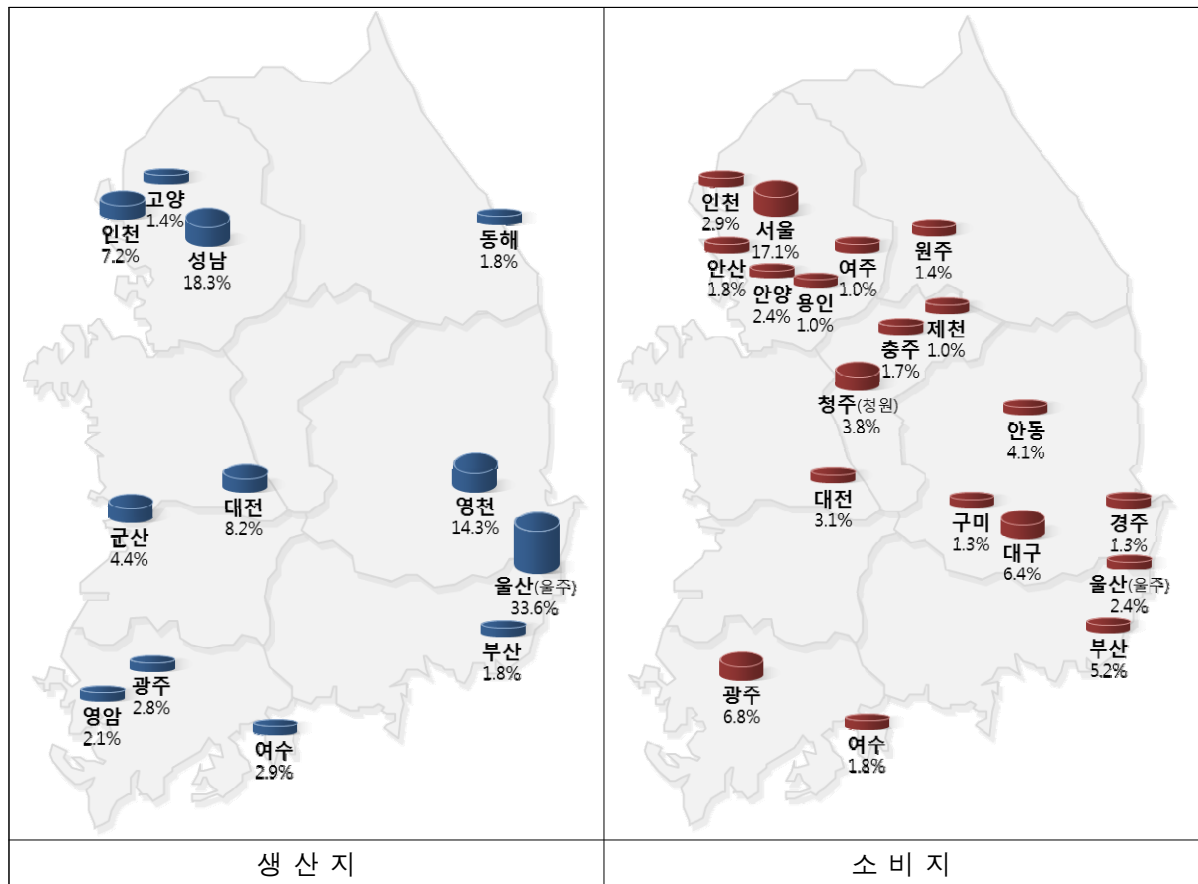 고양
1.4%
인천
7.2%
성남
18.3%
동해
1.8%
대전
8.2%
군산
4.4%
영천
14.3%
울산(울주)
33.6%
부산
1.8%
광주
2.8%
영암
2.1%
여수
2.9%
생 산 지
인천
2.9%
서울
17.1%
안산
1.8%
안양
2.4%
용인
1.0%
여주
1.0%
원주
1.4%
제천
1.0%
충주
1.7%
청주(청원)
3.8%
안동
4.1%
대전
3.1%
구미
1.3%
대구
6.4%
경주
1.3%
울산(울주)
2.4%
부산
5.2%
광주
6.8%
여수
1.8%
소 비 지